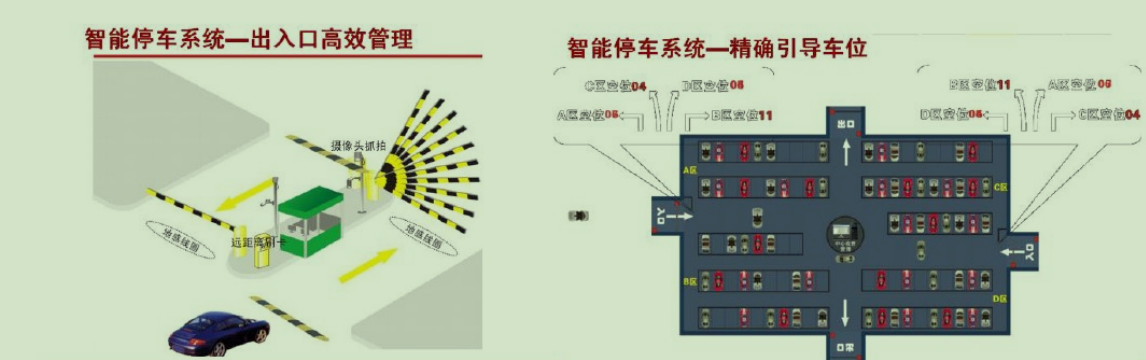 智能停车系统—出入口高效管理
摄像头抓拍
地感线圈
远距离刷卡
地感线圈
智能停车系统—精确引导车位
C区空位04
D区空位06
A区空位06
B区空位11
B区空位11
A区空位06
D区空位06
C区空位04
出口
A区
C区
入口
入口
B区
D区
出口